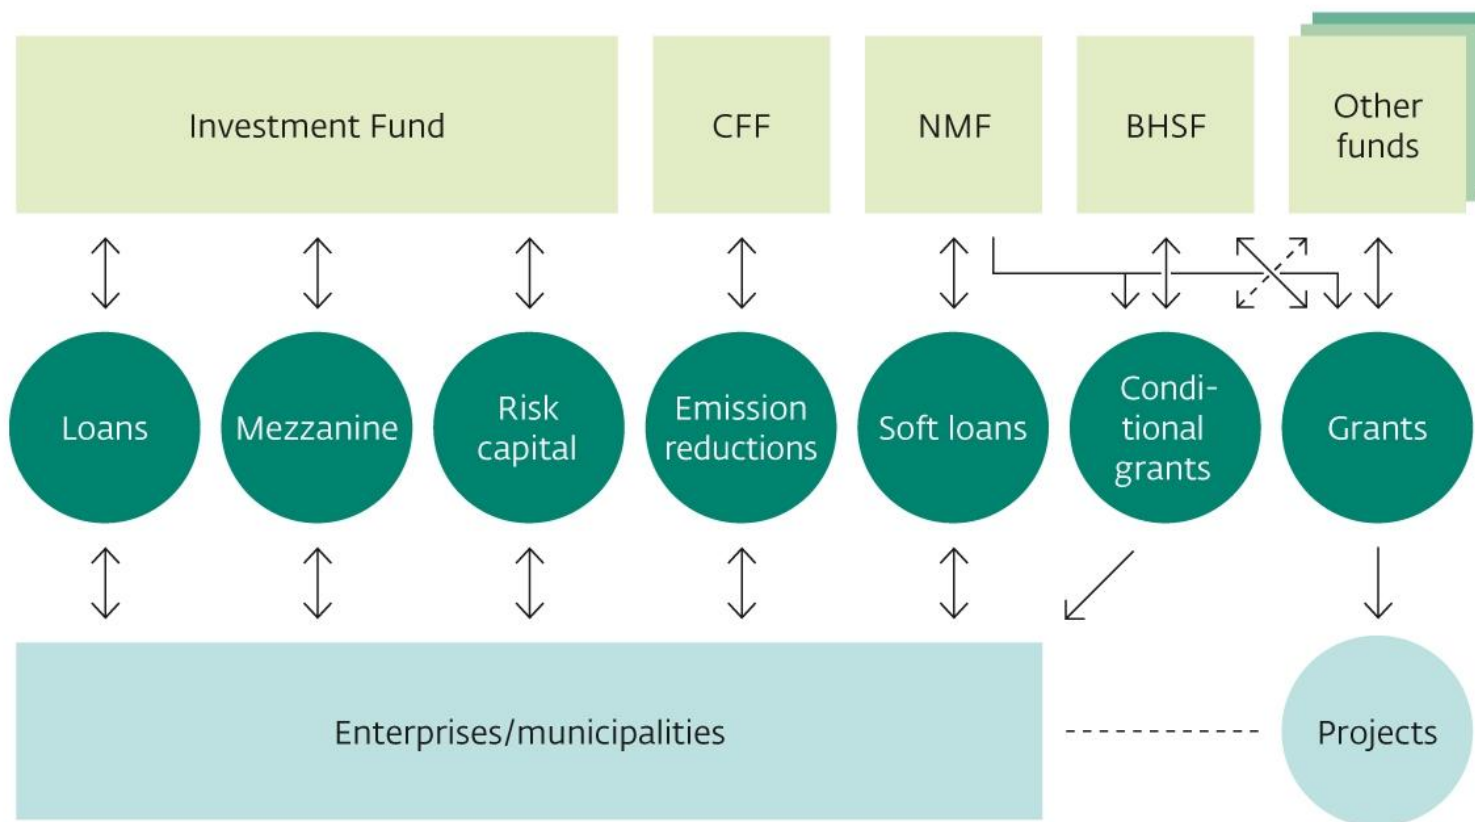 Investment Fund
CFF
NMF
BHSF
Other
funds
Loans
Mezzanine
Risk
capital
Emission
reductions
Soft loans
Condi-
tional
grants
Grants
Enterprises/municipalities
Projects